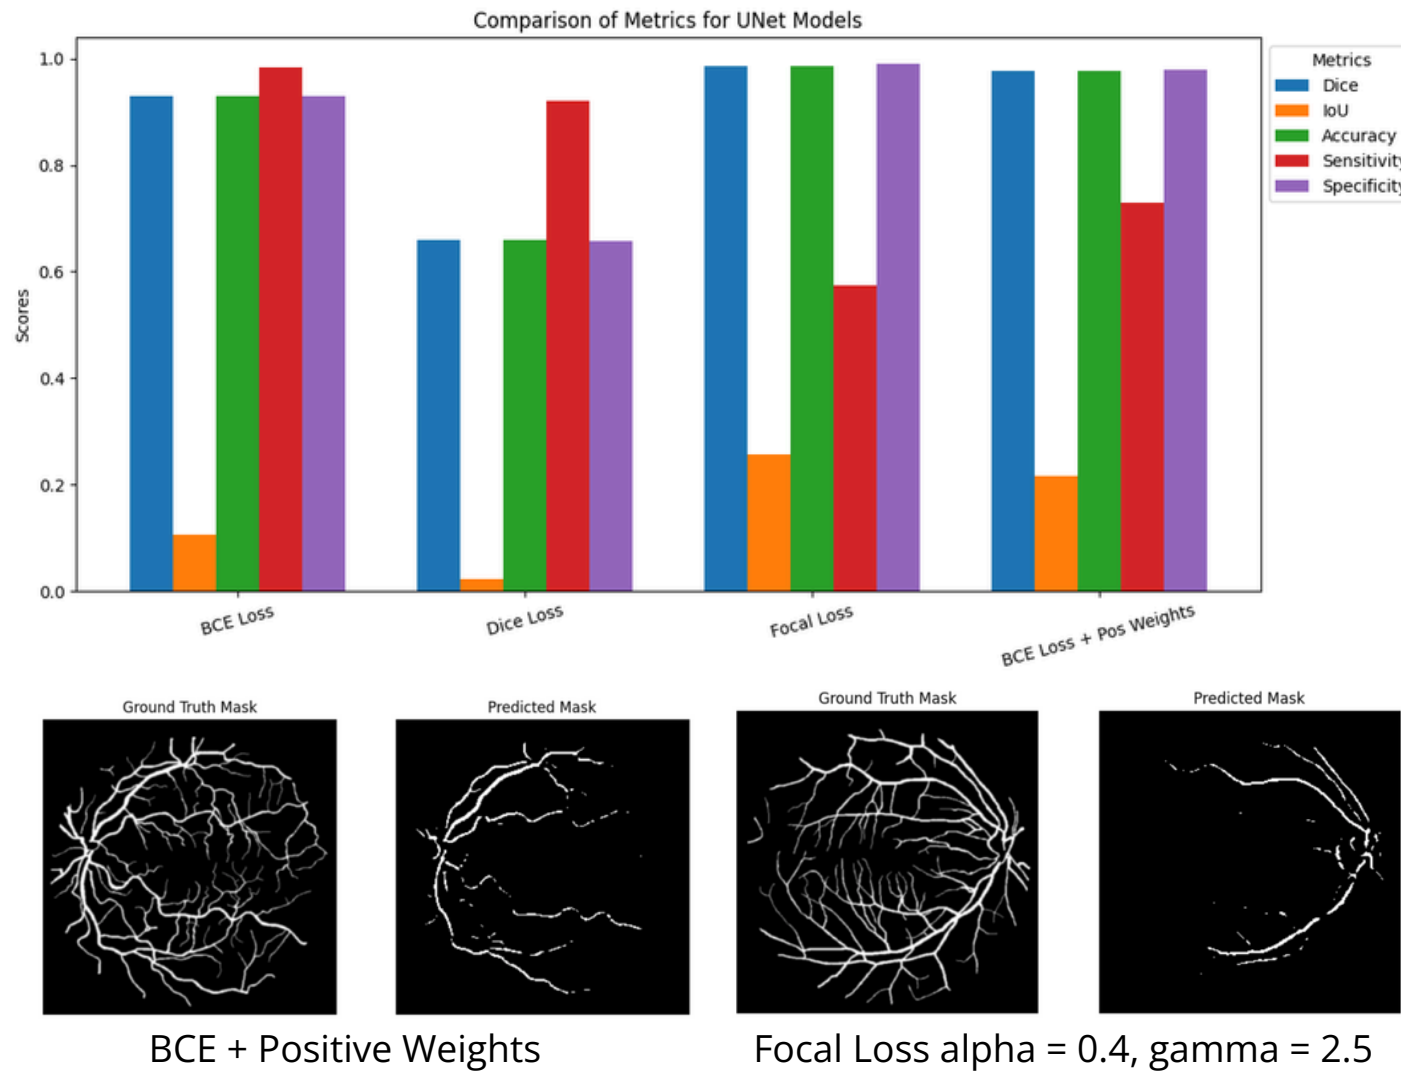 Comparison of Metrics for UNet Models
1.0
0.8
0.6
0.4
0.2
0.0
Scores
Metrics
Dice
IoU
Accuracy
Sensitivity
Specificity
BCE Loss
Dice Loss
Focal Loss
BCE Loss + Pos Weights
Ground Truth Mask
Predicted Mask
Ground Truth Mask
Predicted Mask
BCE + Positive Weights
Focal Loss alpha = 0.4, gamma = 2.5